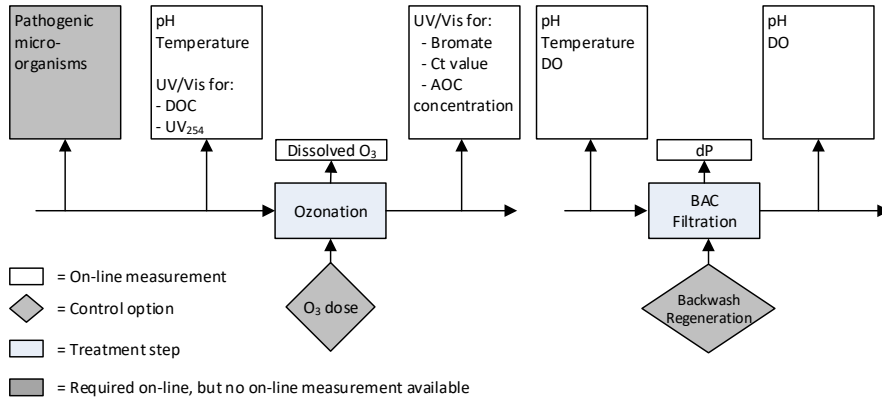 Pathogenic
micro-
organisms
pH
Temperature
UV/Vis for:
- DOC
- UV₂₅₄
UV/Vis for:
- Bromate
- Ct value
- AOC
concentration
pH
Temperature
DO
pH
DO
Dissolved O₃
dP
Ozonation
BAC
Filtration
O₃ dose
Backwash
Regeneration
= On-line measurement
= Control option
= Treatment step
= Required on-line, but no on-line measurement available